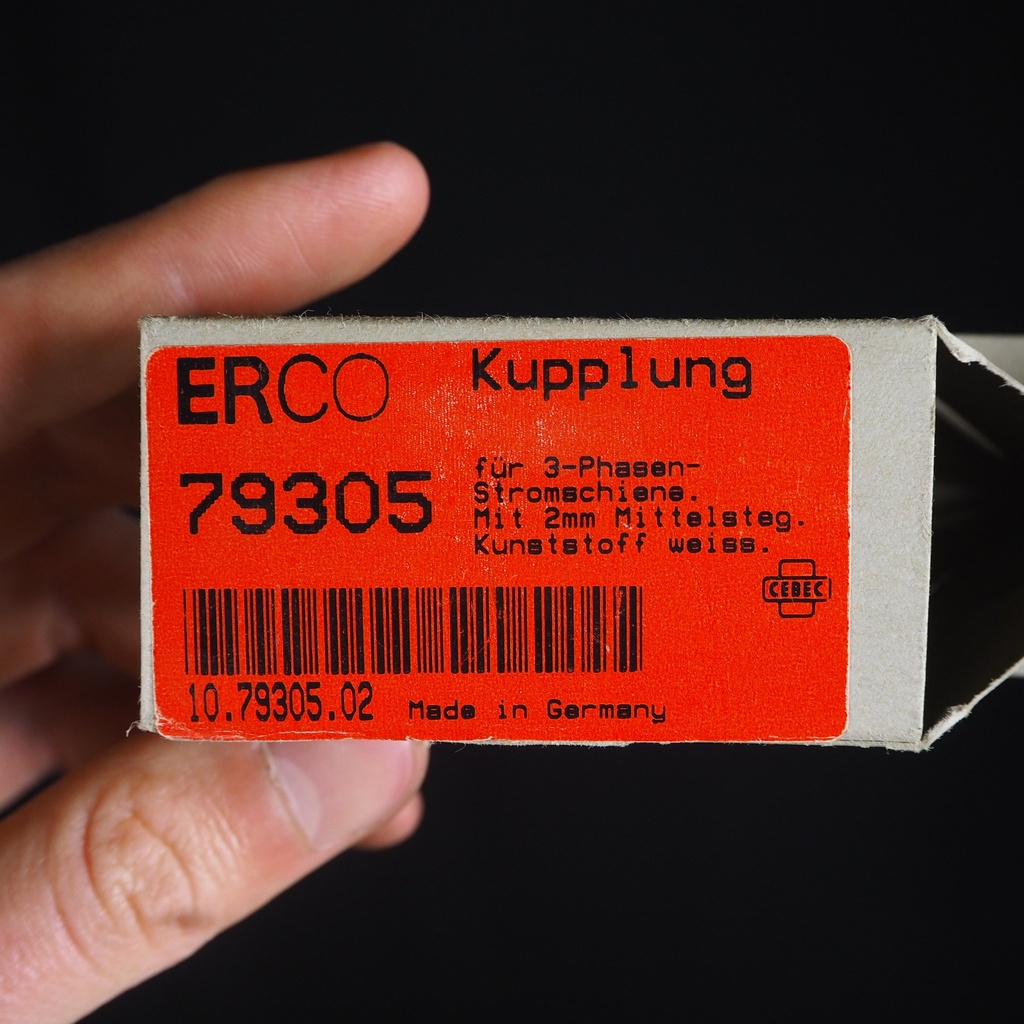 ERCO
Kupplung
79305
für 3-Phasen-
Stromschiene.
Mit 2mm Mittelsteg.
Kunststoff weiss.
CEBEC
10.79305.02
Made in Germany